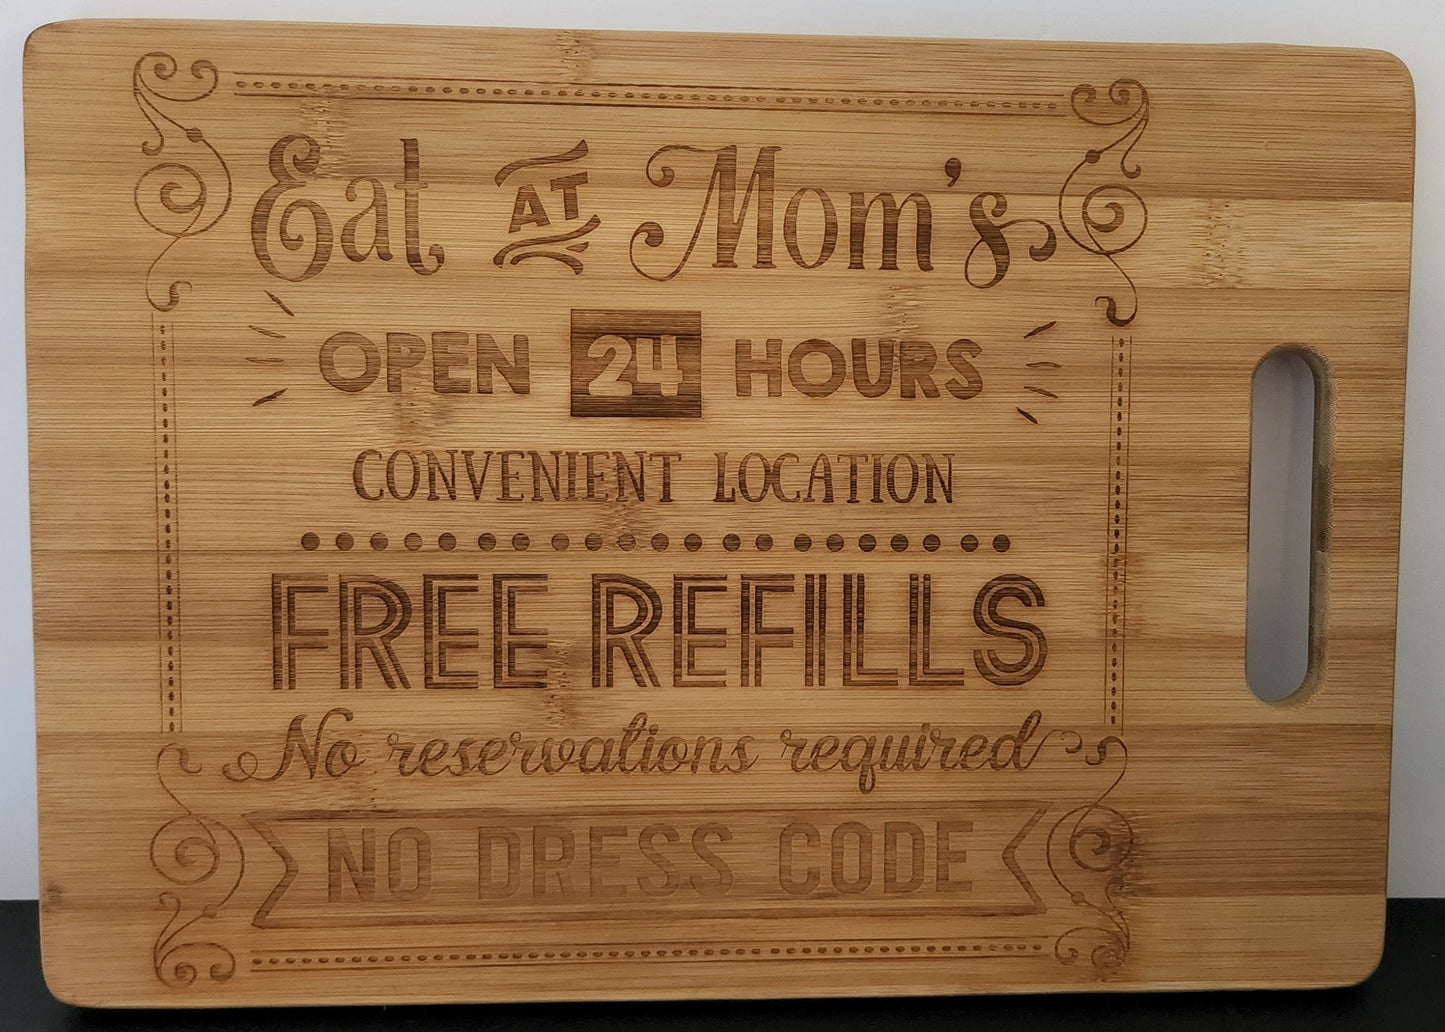 Eat AT Mom's
OPEN 24 HOURS
CONVENIENT LOCATION
FREE REFILLS
No reservations required
NO DRESS CODE